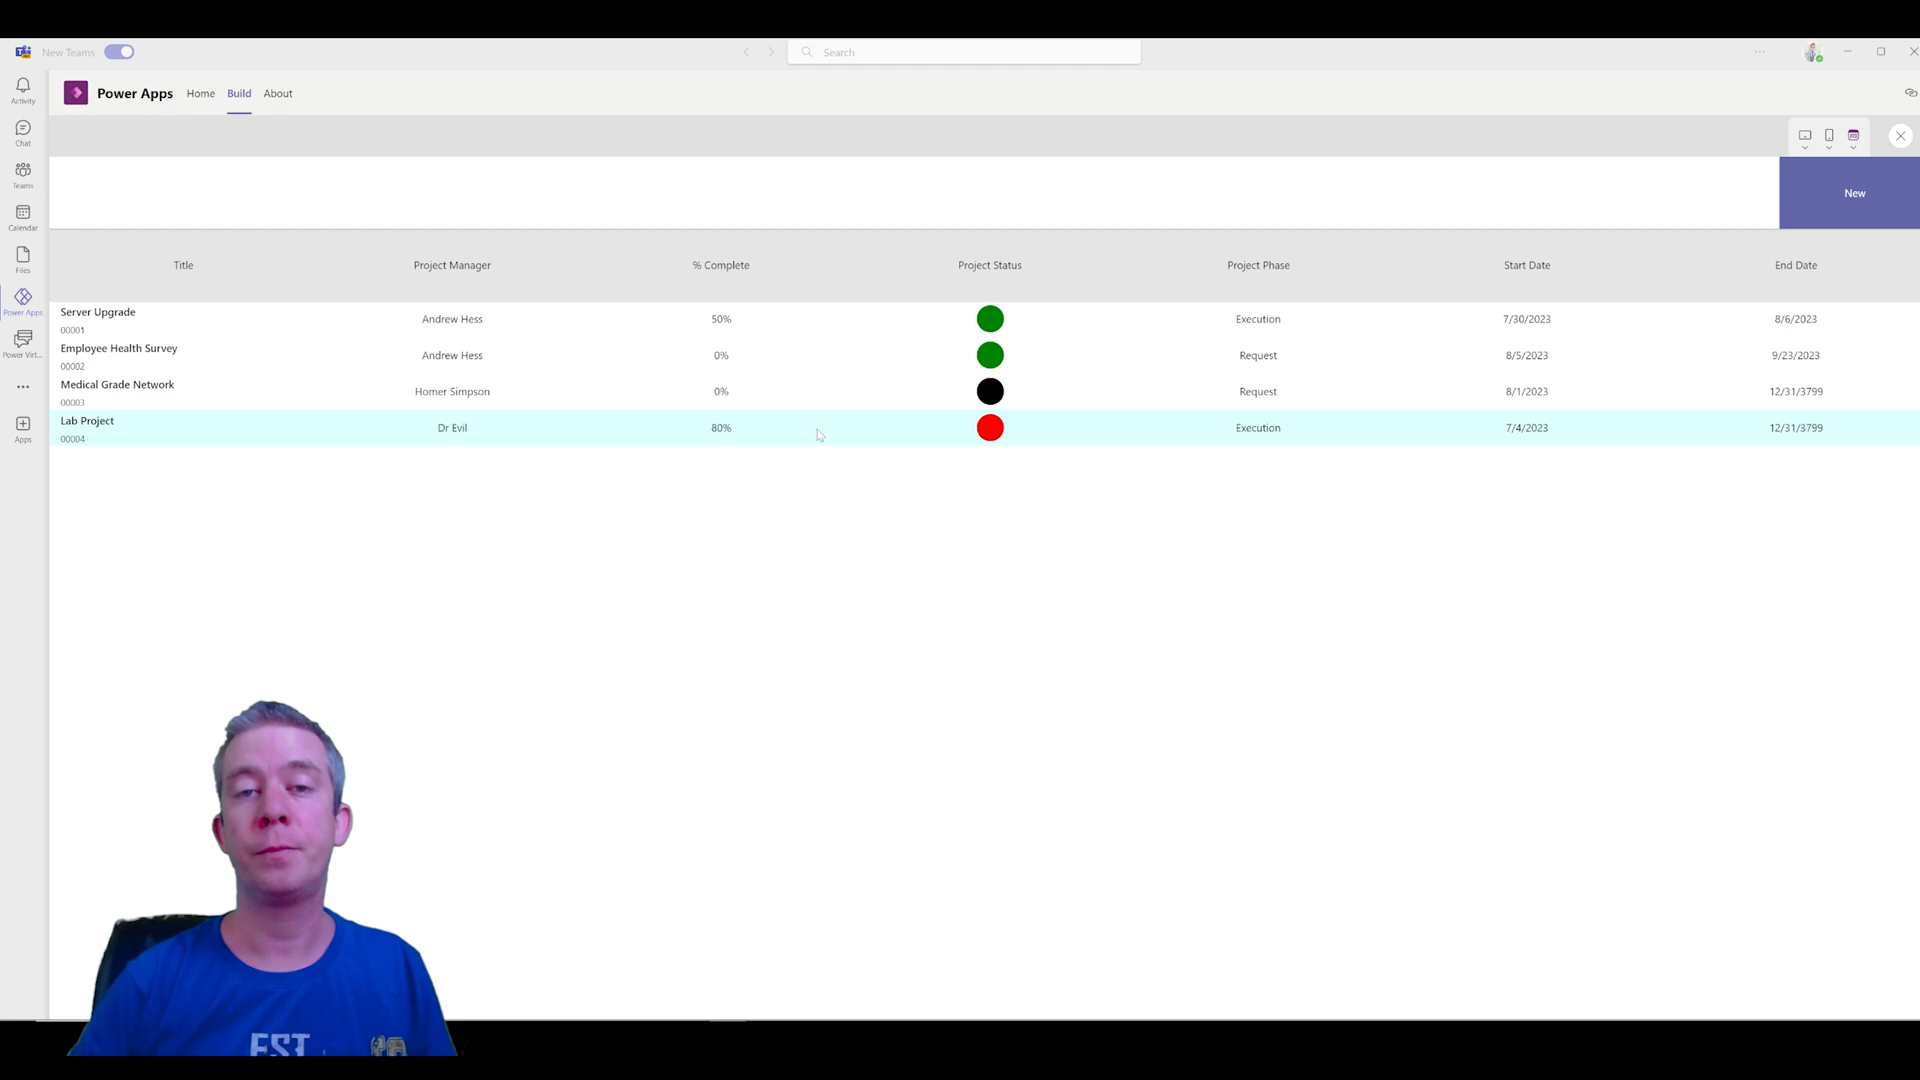 New Teams
Search
Activity
Chat
Teams
Calendar
Files
Power Apps
Power Virt...
Apps
Power Apps Home Build About
New
Title Project Manager % Complete Project Status Project Phase Start Date End Date
Server Upgrade
00001
Andrew Hess 50% Execution 7/30/2023 8/6/2023
Employee Health Survey
00002
Andrew Hess 0% Request 8/5/2023 9/23/2023
Medical Grade Network
00003
Homer Simpson 0% Request 8/1/2023 12/31/3799
Lab Project
00004
Dr Evil 80% Execution 7/4/2023 12/31/3799
EST